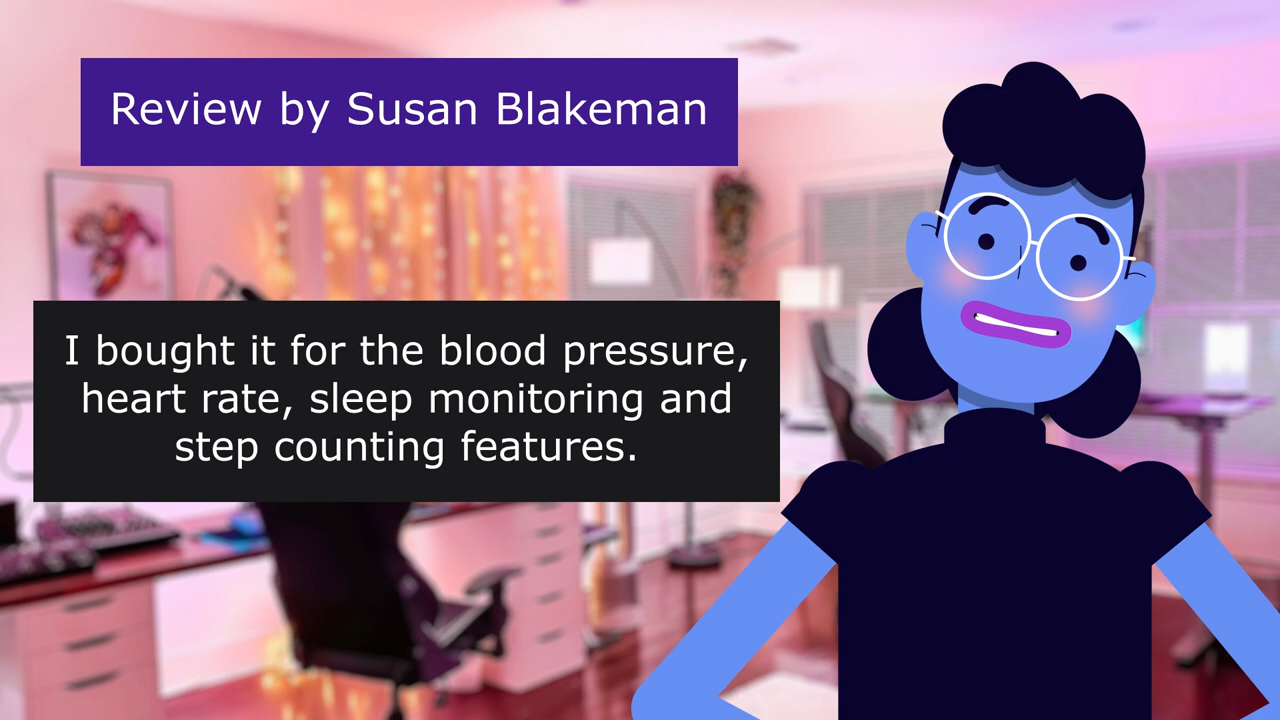 Review by Susan Blakeman
I bought it for the blood pressure,
heart rate, sleep monitoring and
step counting features.